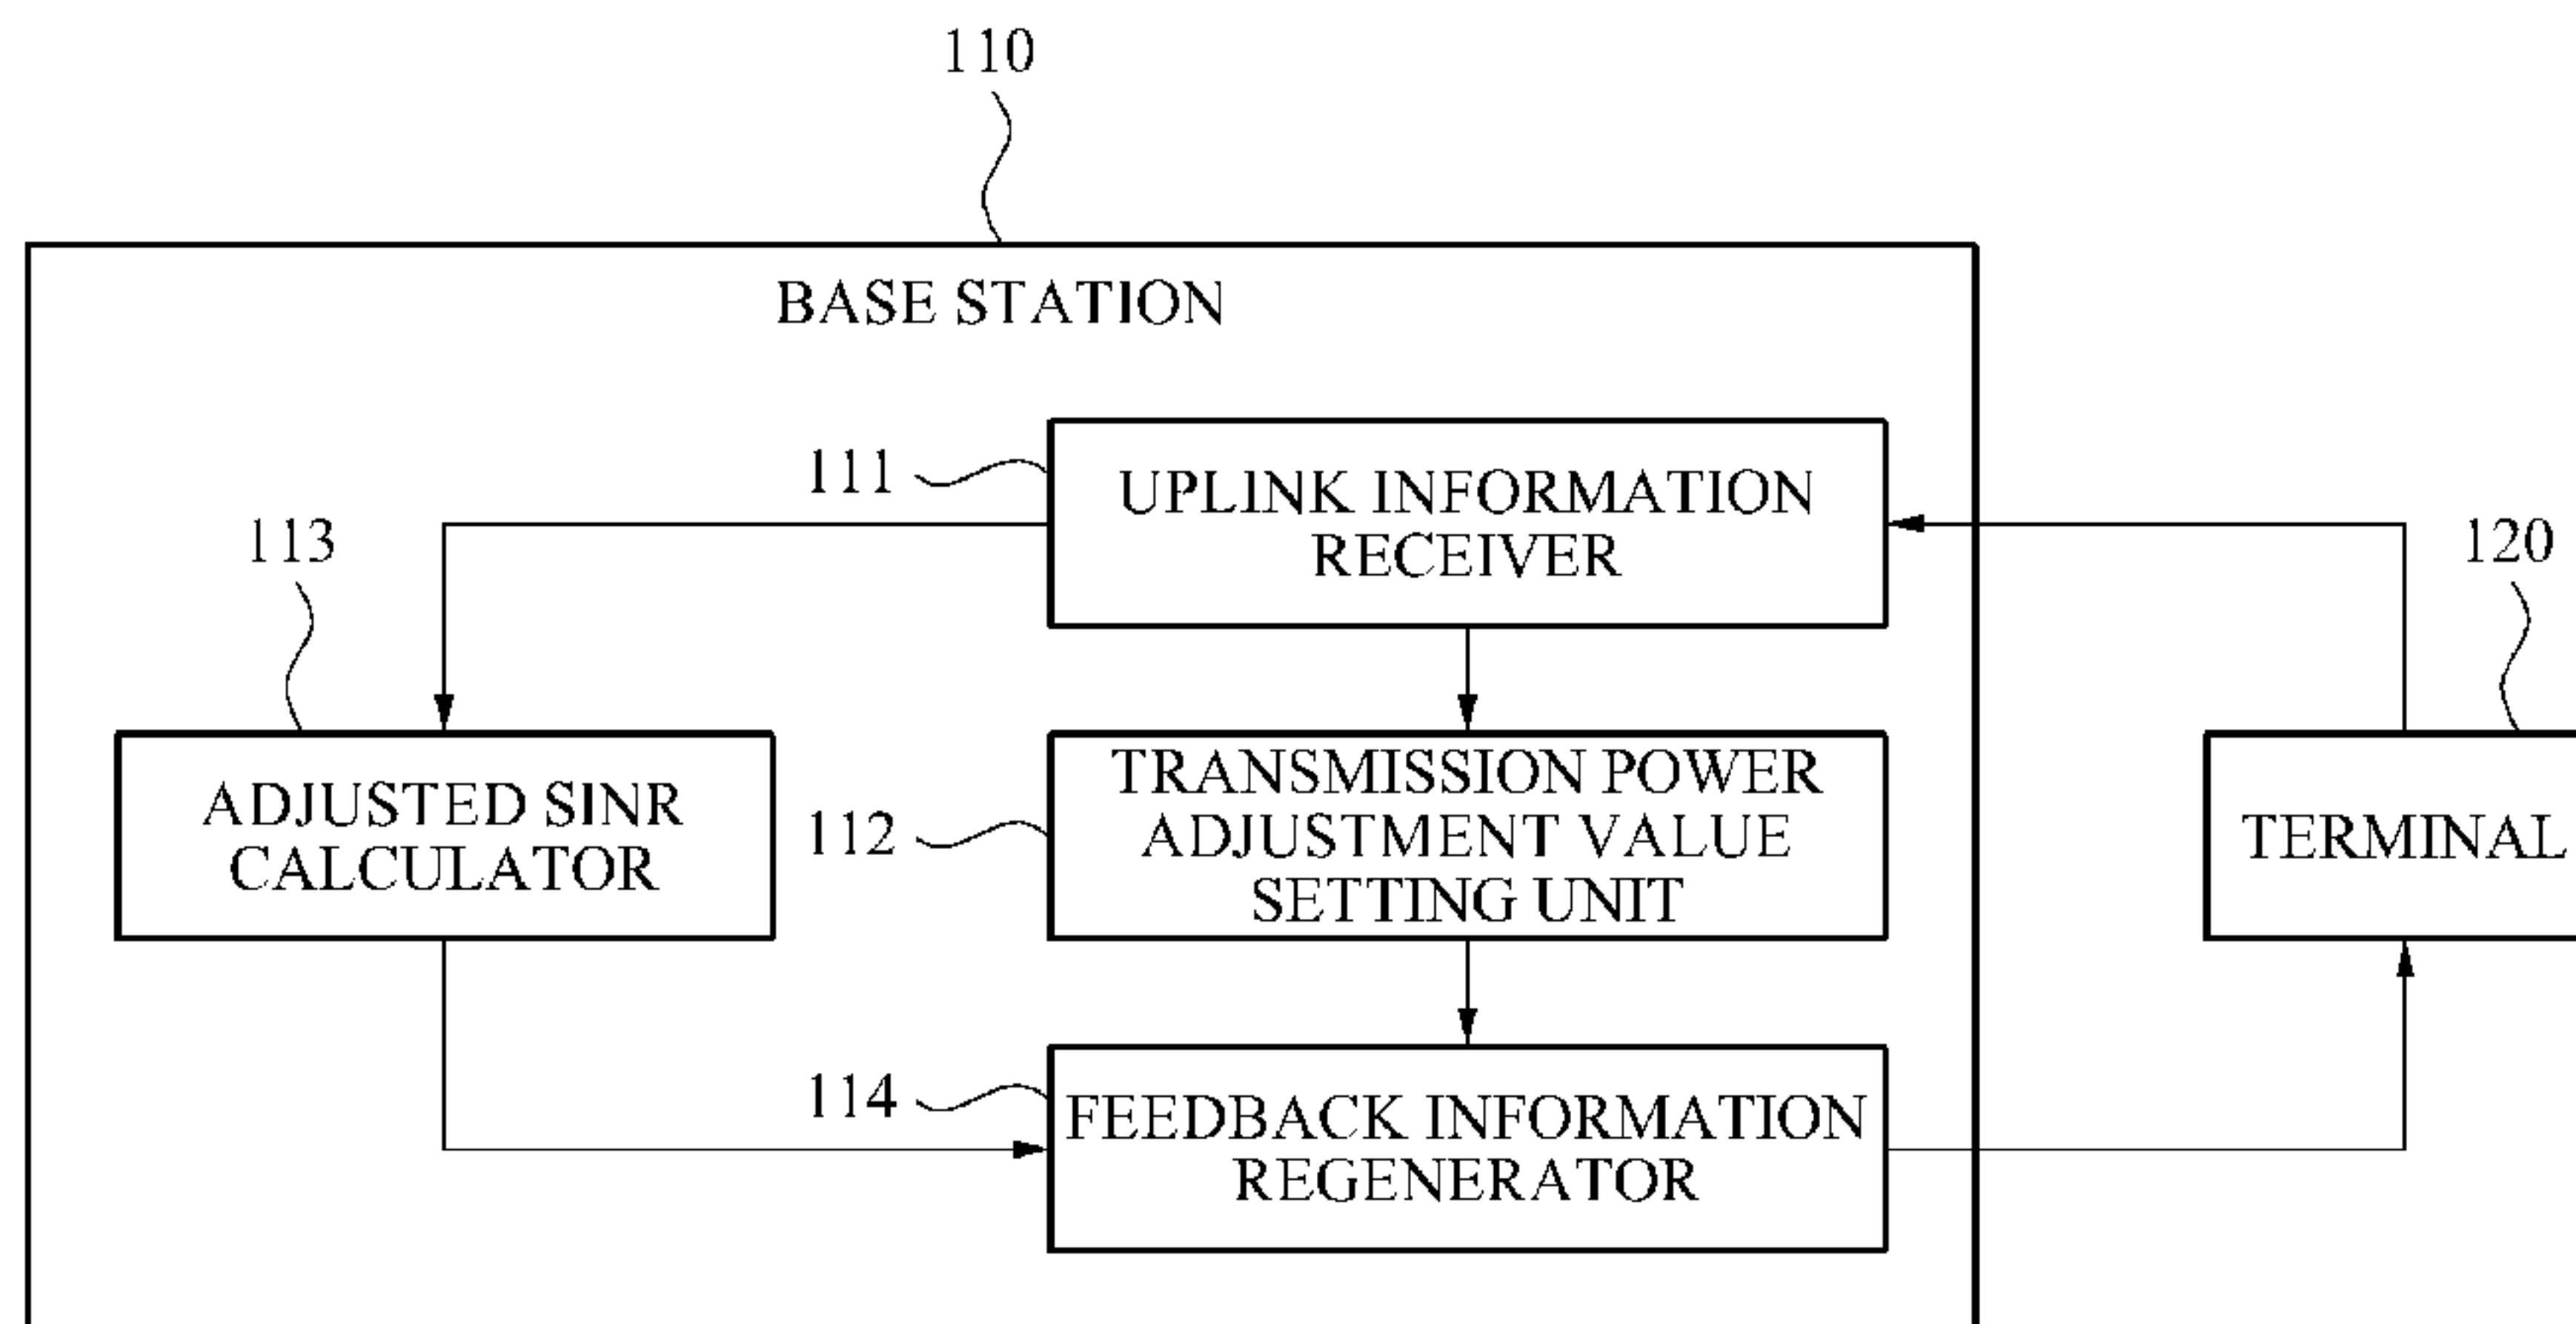 110
BASE STATION
111
UPLINK INFORMATION
RECEIVER
113
120
ADJUSTED SINR
CALCULATOR
112
TRANSMISSION POWER
ADJUSTMENT VALUE
SETTING UNIT
TERMINAL
114
FEEDBACK INFORMATION
REGENERATOR